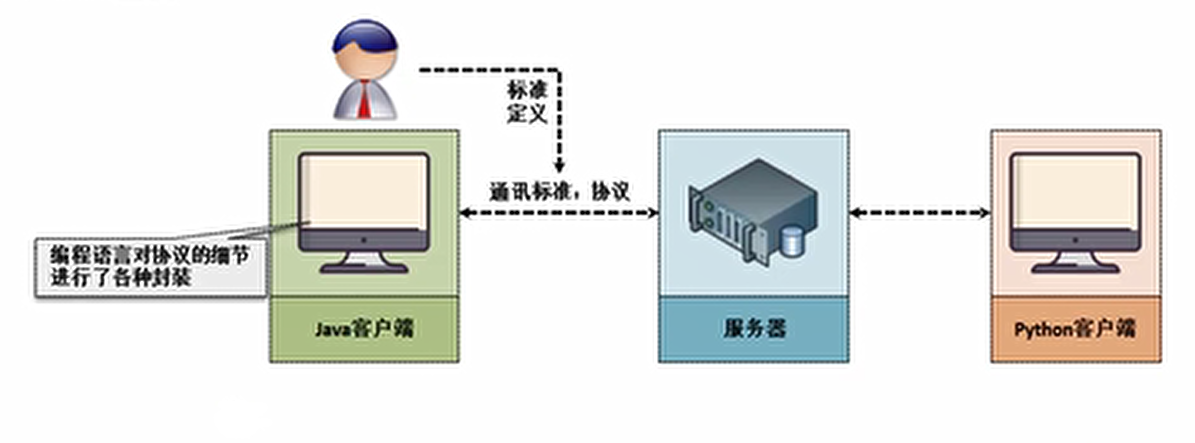 标准
定义
通讯标准，协议
编程语言对协议的细节
进行了各种封装
Java客户端
服务器
Python客户端